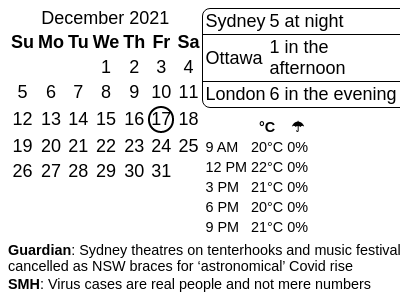 December 2021
Su Mo Tu We Th Fr Sa
1 2 3 4
5 6 7 8 9 10 11
12 13 14 15 16 17 18
19 20 21 22 23 24 25
26 27 28 29 30 31
Sydney 5 at night
Ottawa 1 in the
afternoon
London 6 in the evening
°C ☂
9 AM 20°C 0%
12 PM 22°C 0%
3 PM 21°C 0%
6 PM 20°C 0%
9 PM 21°C 0%
Guardian: Sydney theatres on tenterhooks and music festival
cancelled as NSW braces for ‘astronomical’ Covid rise
SMH: Virus cases are real people and not mere numbers